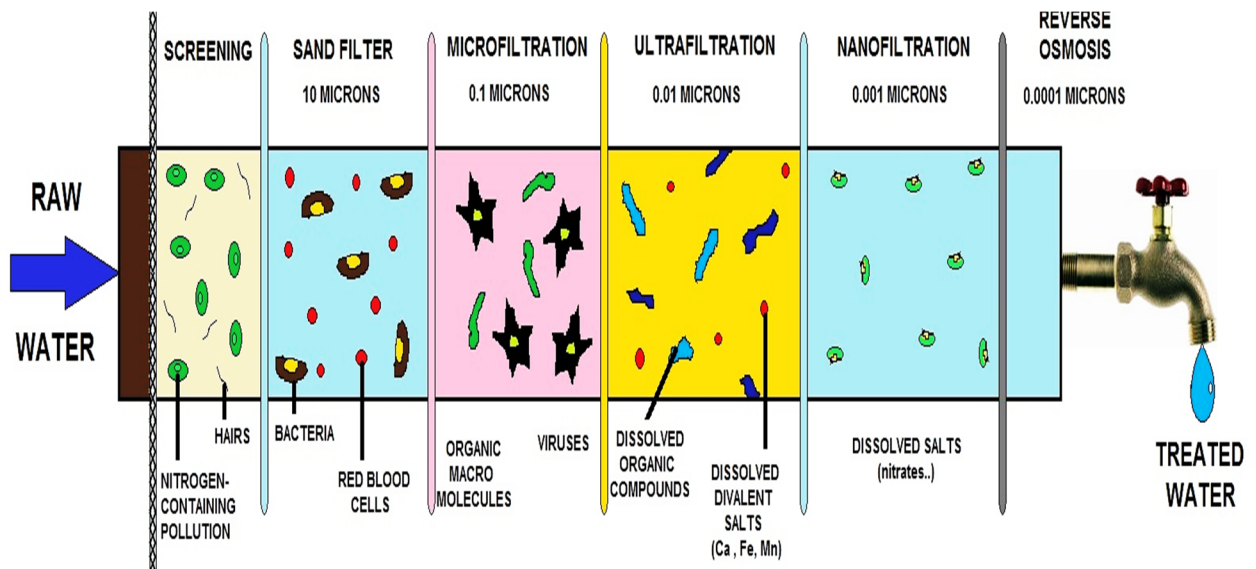 SCREENING
SAND FILTER
10 MICRONS
MICROFILTRATION
0.1 MICRONS
ULTRAFILTRATION
0.01 MICRONS
NANOFILTRATION
0.001 MICRONS
REVERSE
OSMOSIS
0.0001 MICRONS
RAW
WATER
HAIRS
NITROGEN-
CONTAINING
POLLUTION
BACTERIA
RED BLOOD
CELLS
ORGANIC
MACRO
MOLECULES
VIRUSES
DISSOLVED
ORGANIC
COMPOUNDS
DISSOLVED
DIVALENT
SALTS
(Ca , Fe, Mn)
DISSOLVED SALTS
(nitrates..)
TREATED
WATER